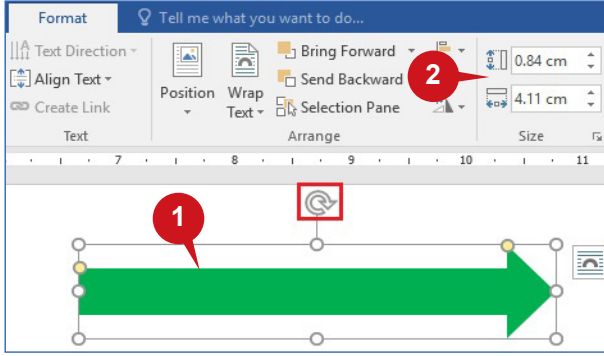 Format Tell me what you want to do...
Text Direction Bring Forward 0.84 cm
Align Text Position Wrap Text Send Backward 2
Create Link Selection Pane 4.11 cm
Text Arrange Size
7 8 9 10 11
1